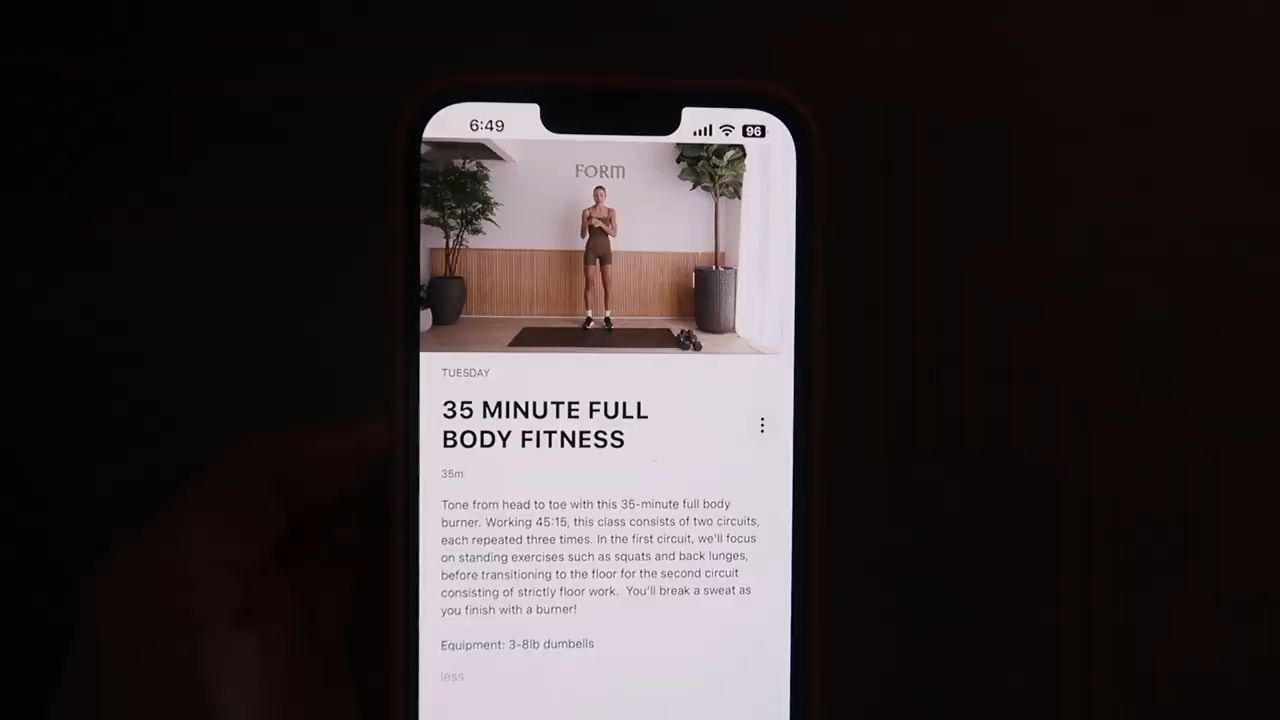 6:49
96
FORM
TUESDAY
35 MINUTE FULL
BODY FITNESS
35m
Tone from head to toe with this 35-minute full body
burner. Working 45:15, this class consists of two circuits,
each repeated three times. In the first circuit, we'll focus
on standing exercises such as squats and back lunges,
before transitioning to the floor for the second circuit
consisting of strictly floor work.  You'll break a sweat as
you finish with a burner!
Equipment: 3-8lb dumbells
less